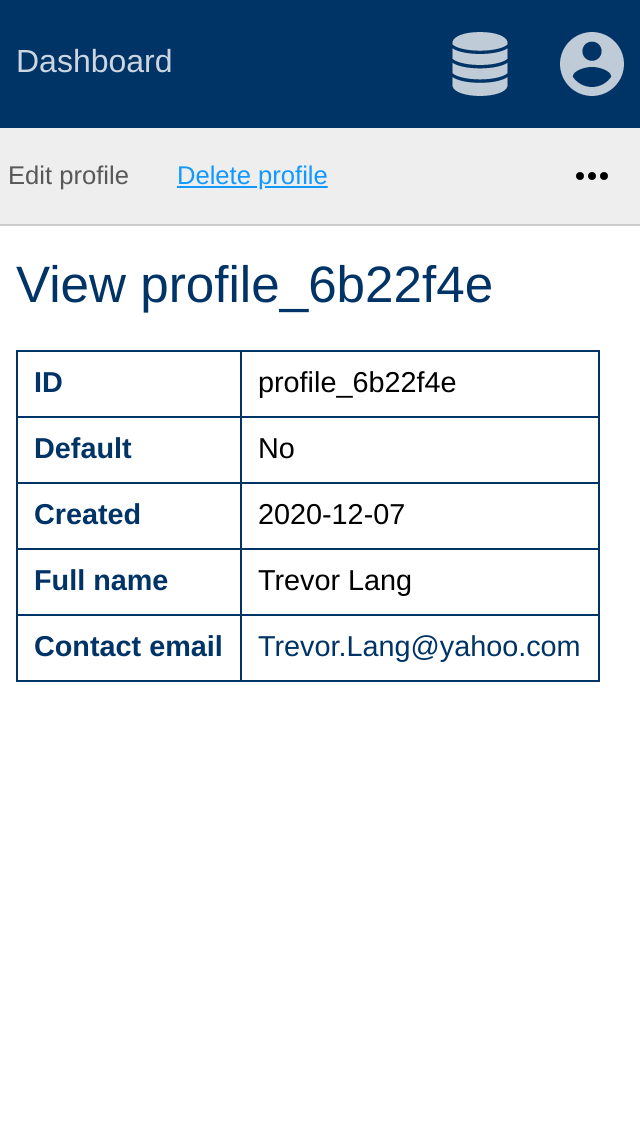 Dashboard
Edit profile Delete profile
View profile_6b22f4e
ID profile_6b22f4e
Default No
Created 2020-12-07
Full name Trevor Lang
Contact email Trevor.Lang@yahoo.com